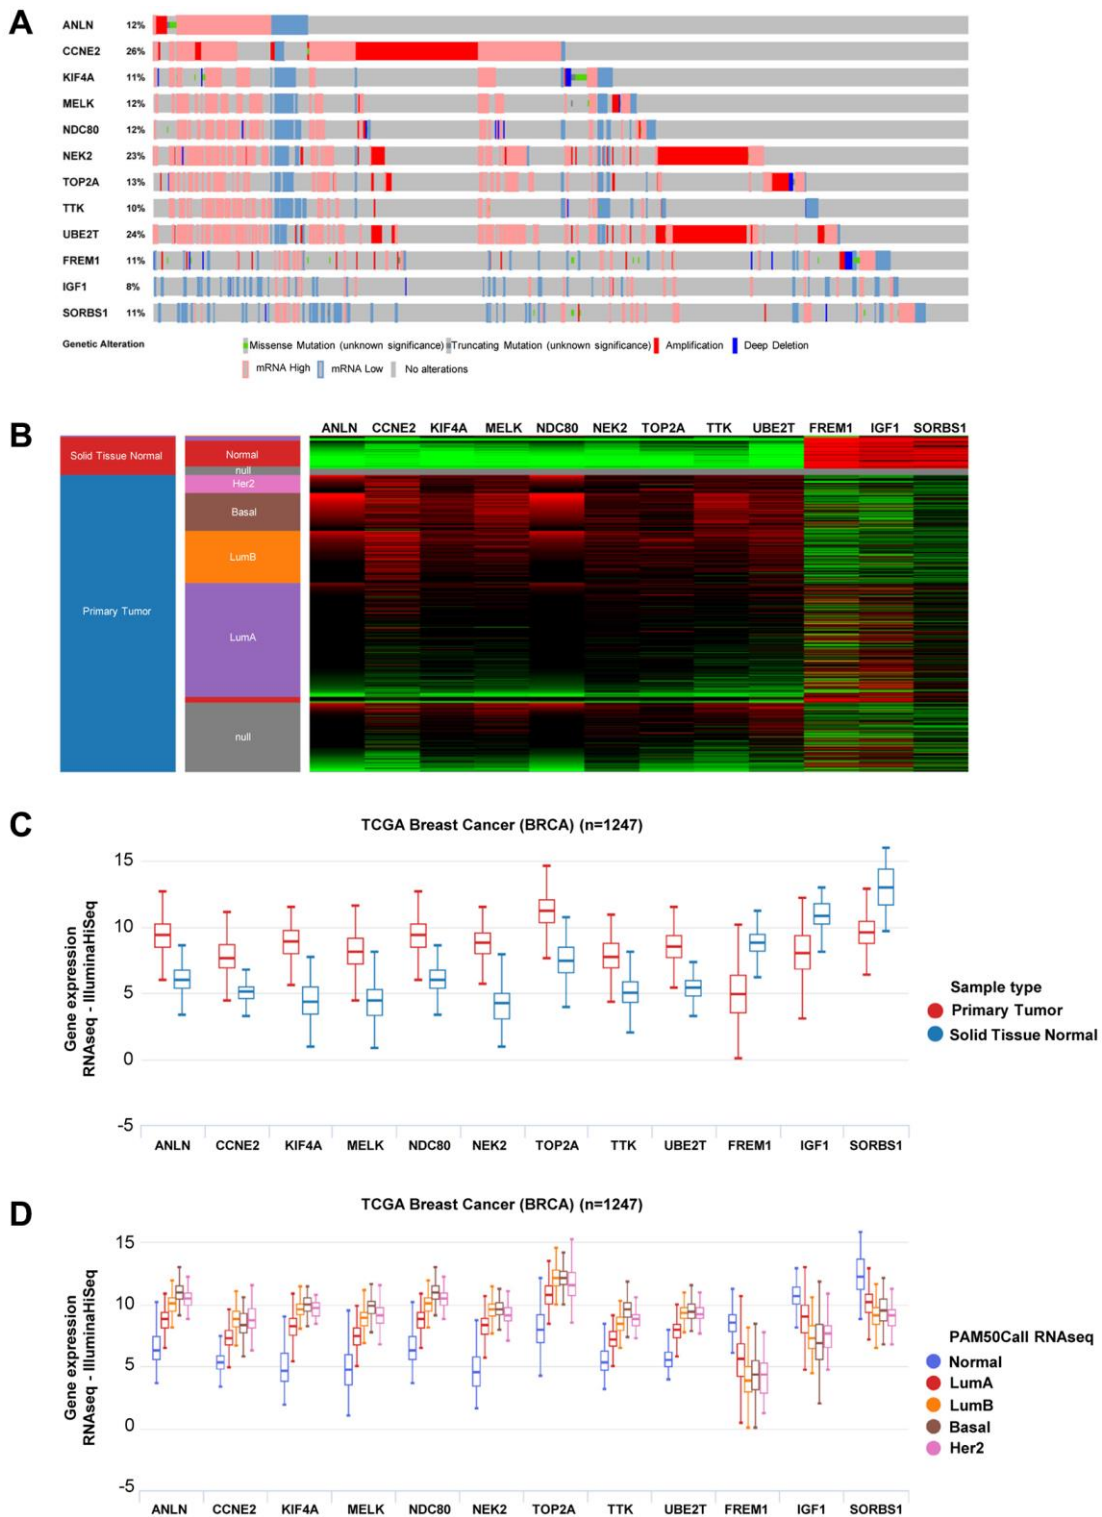 A
ANLN 12%
CCNE2 26%
KIF4A 11%
MELK 12%
NDC80 12%
NEK2 23%
TOP2A 13%
TTK 10%
UBE2T 24%
FREM1 11%
IGF1 8%
SORBS1 11%
Genetic Alteration Missense Mutation (unknown significance) Truncating Mutation (unknown significance) Amplification Deep Deletion
mRNA High mRNA Low No alterations
B
ANLN CCNE2 KIF4A MELK NDC80 NEK2 TOP2A TTK UBE2T FREM1 IGF1 SORBS1
Solid Tissue Normal Normal
null
Her2
Basal
LumB
Primary Tumor LumA
null
C
TCGA Breast Cancer (BRCA) (n=1247)
Gene expression
RNAseq - IlluminaHiSeq
15
10
5
0
-5
ANLN CCNE2 KIF4A MELK NDC80 NEK2 TOP2A TTK UBE2T FREM1 IGF1 SORBS1
Sample type
Primary Tumor
Solid Tissue Normal
D
TCGA Breast Cancer (BRCA) (n=1247)
Gene expression
RNAseq - IlluminaHiSeq
15
10
5
0
-5
ANLN CCNE2 KIF4A MELK NDC80 NEK2 TOP2A TTK UBE2T FREM1 IGF1 SORBS1
PAM50Call RNAseq
Normal
LumA
LumB
Basal
Her2